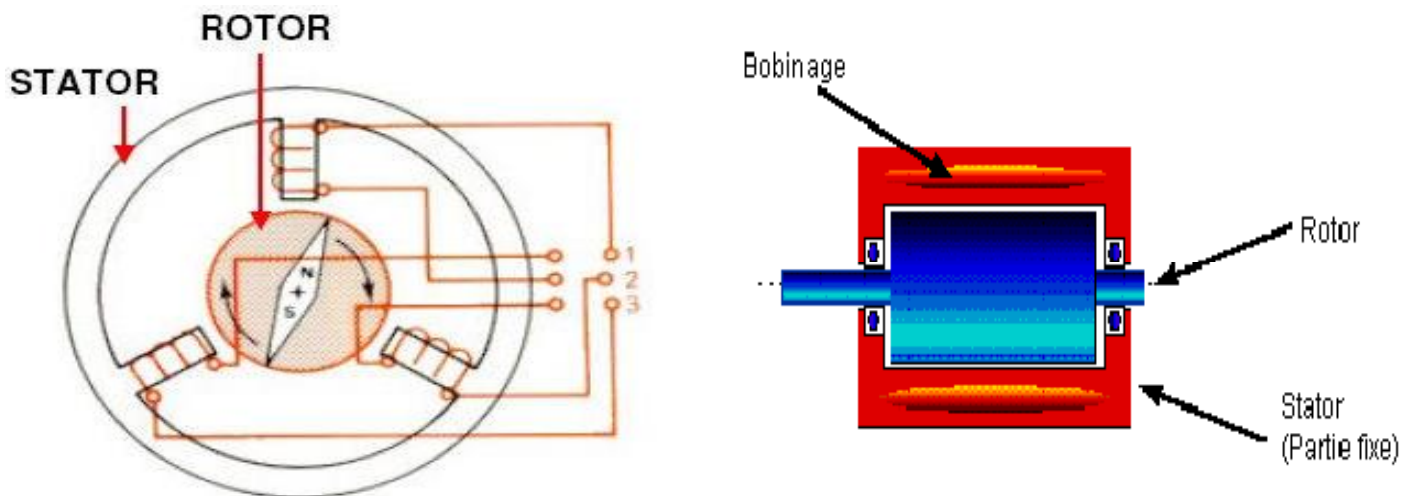 ROTOR
STATOR
N
S
1
2
3
Bobinage
Rotor
Stator
(Partie fixe)